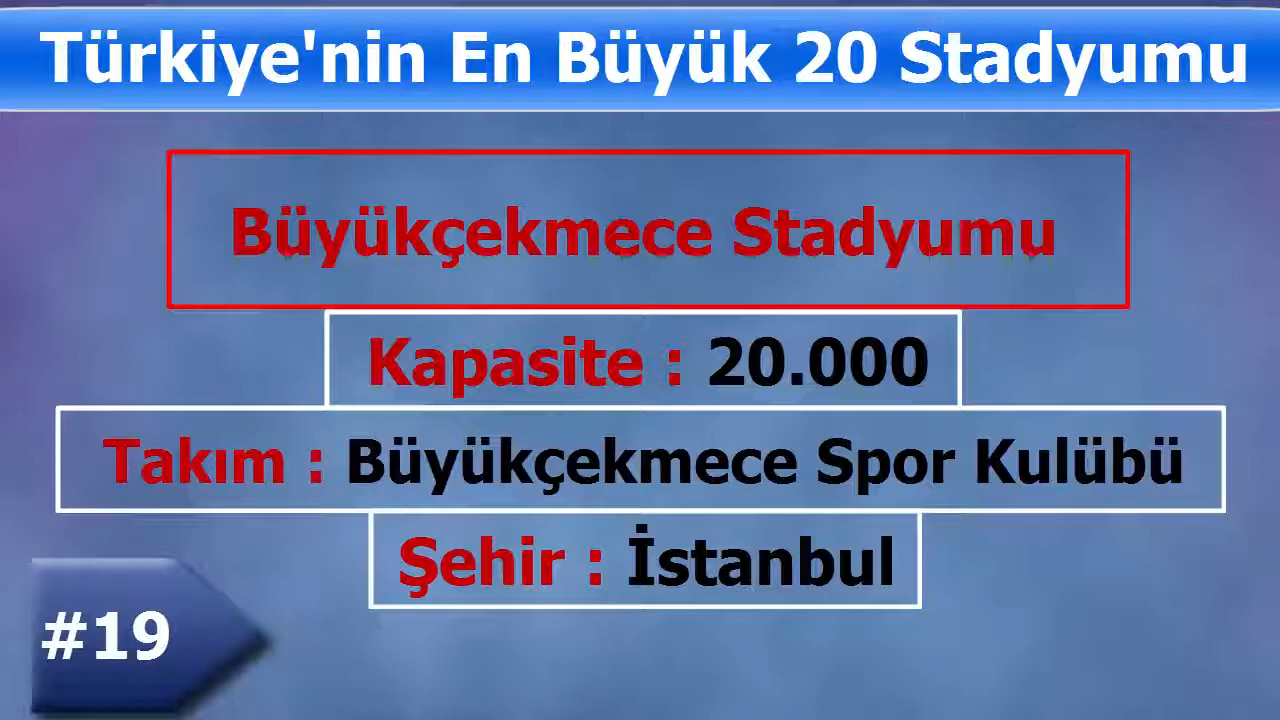 Türkiye'nin En Büyük 20 Stadyumu
Büyükçekmece Stadyumu
Kapasite : 20.000
Takım : Büyükçekmece Spor Kulübü
Şehir : İstanbul
#19